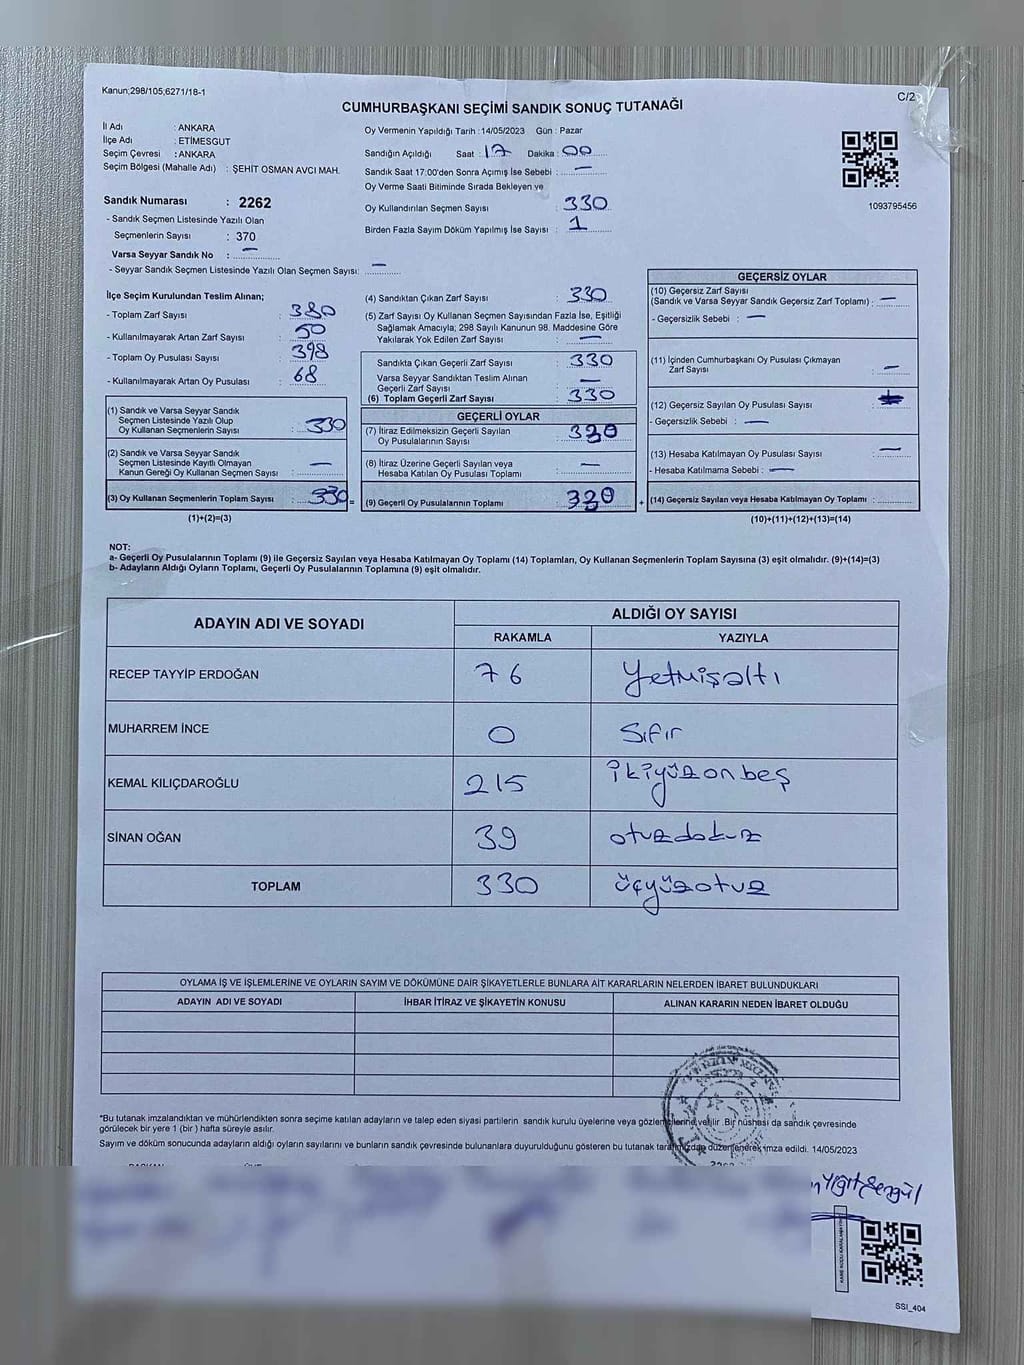 Kanun;298/105,6271/18-1
C/2
CUMHURBAŞKANI SEÇİMİ SANDIK SONUÇ TUTANAĞI
İl Adı : ANKARA
İlçe Adı : ETİMESGUT
Seçim Çevresi : ANKARA
Seçim Bölgesi (Mahalle Adı) : ŞEHİT OSMAN AVCI MAH.
Sandık Numarası : 2262
- Sandık Seçmen Listesinde Yazılı Olan
Seçmenlerin Sayısı : 370
Varsa Seyyar Sandık No : —
- Seyyar Sandık Seçmen Listesinde Yazılı Olan Seçmen Sayısı: —
Oy Vermenin Yapıldığı Tarih : 14/05/2023 Gün : Pazar
Sandığın Açıldığı Saat : 17 Dakika : 00
Sandık Saat 17:00'den Sonra Açımış İse Sebebi : —
Oy Verme Saati Bitiminde Sırada Bekleyen ve
Oy Kullandırılan Seçmen Sayısı : 330
Birden Fazla Sayım Döküm Yapılmış İse Sayısı : 1
1093795456
İlçe Seçim Kurulundan Teslim Alınan;
- Toplam Zarf Sayısı : 380
- Kullanılmayarak Artan Zarf Sayısı : 50
- Toplam Oy Pusulası Sayısı : 398
- Kullanılmayarak Artan Oy Pusulası : 68
(1) Sandık ve Varsa Seyyar Sandık
Seçmen Listesinde Yazılı Olup
Oy Kullanan Seçmenlerin Sayısı : 330
(2) Sandık ve Varsa Seyyar Sandık
Seçmen Listesinde Kayıtlı Olmayan
Kanun Gereği Oy Kullanan Seçmen Sayısı : —
(3) Oy Kullanan Seçmenlerin Toplam Sayısı : 330 =
(1)+(2)=(3)
(4) Sandıktan Çıkan Zarf Sayısı : 330
(5) Zarf Sayısı Oy Kullanan Seçmen Sayısından Fazla İse, Eşitliği
Sağlamak Amacıyla; 298 Sayılı Kanunun 98. Maddesine Göre
Yakılarak Yok Edilen Zarf Sayısı : —
Sandıkta Çıkan Geçerli Zarf Sayısı : 330
Varsa Seyyar Sandıktan Teslim Alınan
Geçerli Zarf Sayısı : —
(6) Toplam Geçerli Zarf Sayısı : 330
GEÇERLİ OYLAR
(7) İtiraz Edilmeksizin Geçerli Sayılan
Oy Pusulalarının Sayısı : 330
(8) İtiraz Üzerine Geçerli Sayılan veya
Hesaba Katılan Oy Pusulası Toplamı : —
(9) Geçerli Oy Pusulalarının Toplamı : 330 +
GEÇERSİZ OYLAR
(10) Geçersiz Zarf Sayısı
(Sandık ve Varsa Seyyar Sandık Geçersiz Zarf Toplamı) : —
- Geçersizlik Sebebi : —
(11) İçinden Cumhurbaşkanı Oy Pusulası Çıkmayan
Zarf Sayısı : —
(12) Geçersiz Sayılan Oy Pusulası Sayısı :
- Geçersizlik Sebebi : —
(13) Hesaba Katılmayan Oy Pusulası Sayısı : —
- Hesaba Katılmama Sebebi : —
(14) Geçersiz Sayılan veya Hesaba Katılmayan Oy Toplamı :
(10)+(11)+(12)+(13)=(14)
NOT:
a- Geçerli Oy Pusulalarının Toplamı (9) ile Geçersiz Sayılan veya Hesaba Katılmayan Oy Toplamı (14) Toplamları, Oy Kullanan Seçmenlerin Toplam Sayısına (3) eşit olmalıdır. (9)+(14)=(3)
b- Adayların Aldığı Oyların Toplamı, Geçerli Oy Pusulalarının Toplamına (9) eşit olmalıdır.
ADAYIN ADI VE SOYADI
ALDIĞI OY SAYISI
RAKAMLA YAZIYLA
RECEP TAYYİP ERDOĞAN 76 Yetmişaltı
MUHARREM İNCE 0 Sıfır
KEMAL KILIÇDAROĞLU 215 ikiyüzonbeş
SİNAN OĞAN 39 otuzdokuz
TOPLAM 330 üçyüzotuz
OYLAMA İŞ VE İŞLEMLERİNE VE OYLARIN SAYIM VE DÖKÜMÜNE DAİR ŞİKAYETLERLE BUNLARA AİT KARARLARIN NELERDEN İBARET BULUNDUKLARI
ADAYIN ADI VE SOYADI İHBAR İTİRAZ VE ŞİKAYETİN KONUSU ALINAN KARARIN NEDEN İBARET OLDUĞU
*Bu tutanak imzalandıktan ve mühürlendikten sonra seçime katılan adayların ve talep eden siyasi partilerin sandık kurulu üyelerine veya gözlemcilerine verilir. Bir nüshası da sandık çevresinde
görülecek bir yere 1 (bir) hafta süreyle asılır.
Sayım ve döküm sonucunda adayların aldığı oyların sayılarını ve bunların sandık çevresinde bulunanlara duyurulduğunu gösteren bu tutanak tarafımızdan düzenlenerek imza edildi. 14/05/2023
Yiğit Şengül
SSI_404